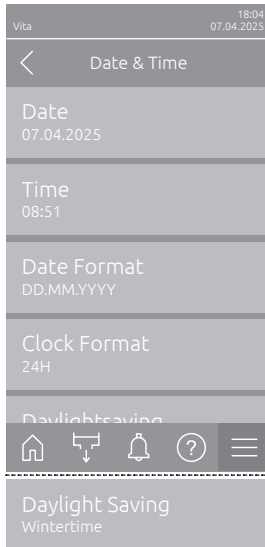 18:04
Vita
07.04.2025
Date & Time
Date
07.04.2025
Time
08:51
Date Format
DD.MM.YYYY
Clock Format
24H
Daylightsaving
Daylight Saving
Wintertime